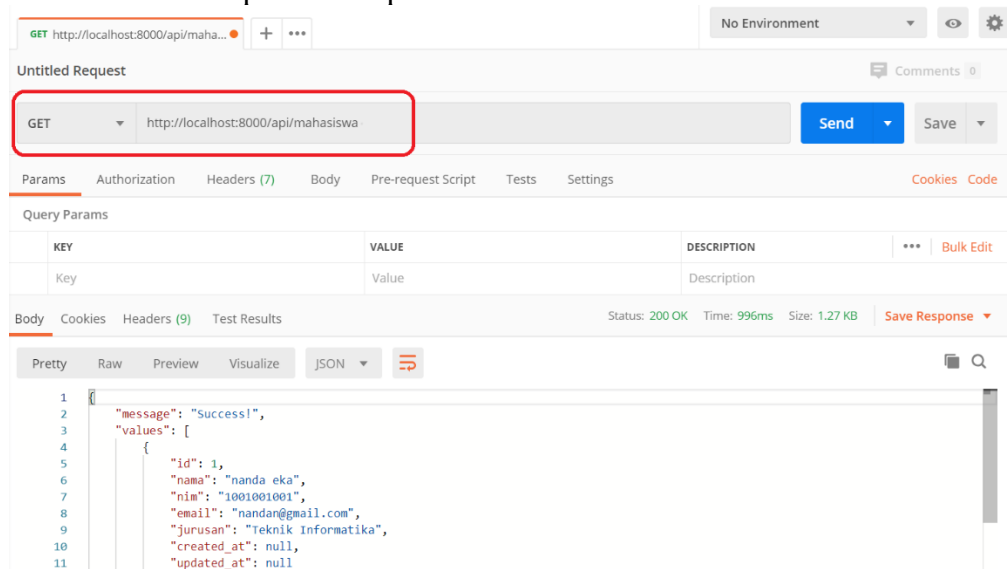 GET http://localhost:8000/api/maha... + •••
No Environment
Untitled Request
Comments 0
GET http://localhost:8000/api/mahasiswa
Send Save
Params Authorization Headers (7) Body Pre-request Script Tests Settings Cookies Code
Query Params
KEY VALUE DESCRIPTION ••• Bulk Edit
Key Value Description
Body Cookies Headers (9) Test Results Status: 200 OK Time: 996ms Size: 1.27 KB Save Response
Pretty Raw Preview Visualize JSON
1 {
2 "message": "Success!",
3 "values": [
4 {
5 "id": 1,
6 "nama": "nanda eka",
7 "nim": "1001001001",
8 "email": "nandan@gmail.com",
9 "jurusan": "Teknik Informatika",
10 "created_at": null,
11 "updated_at": null